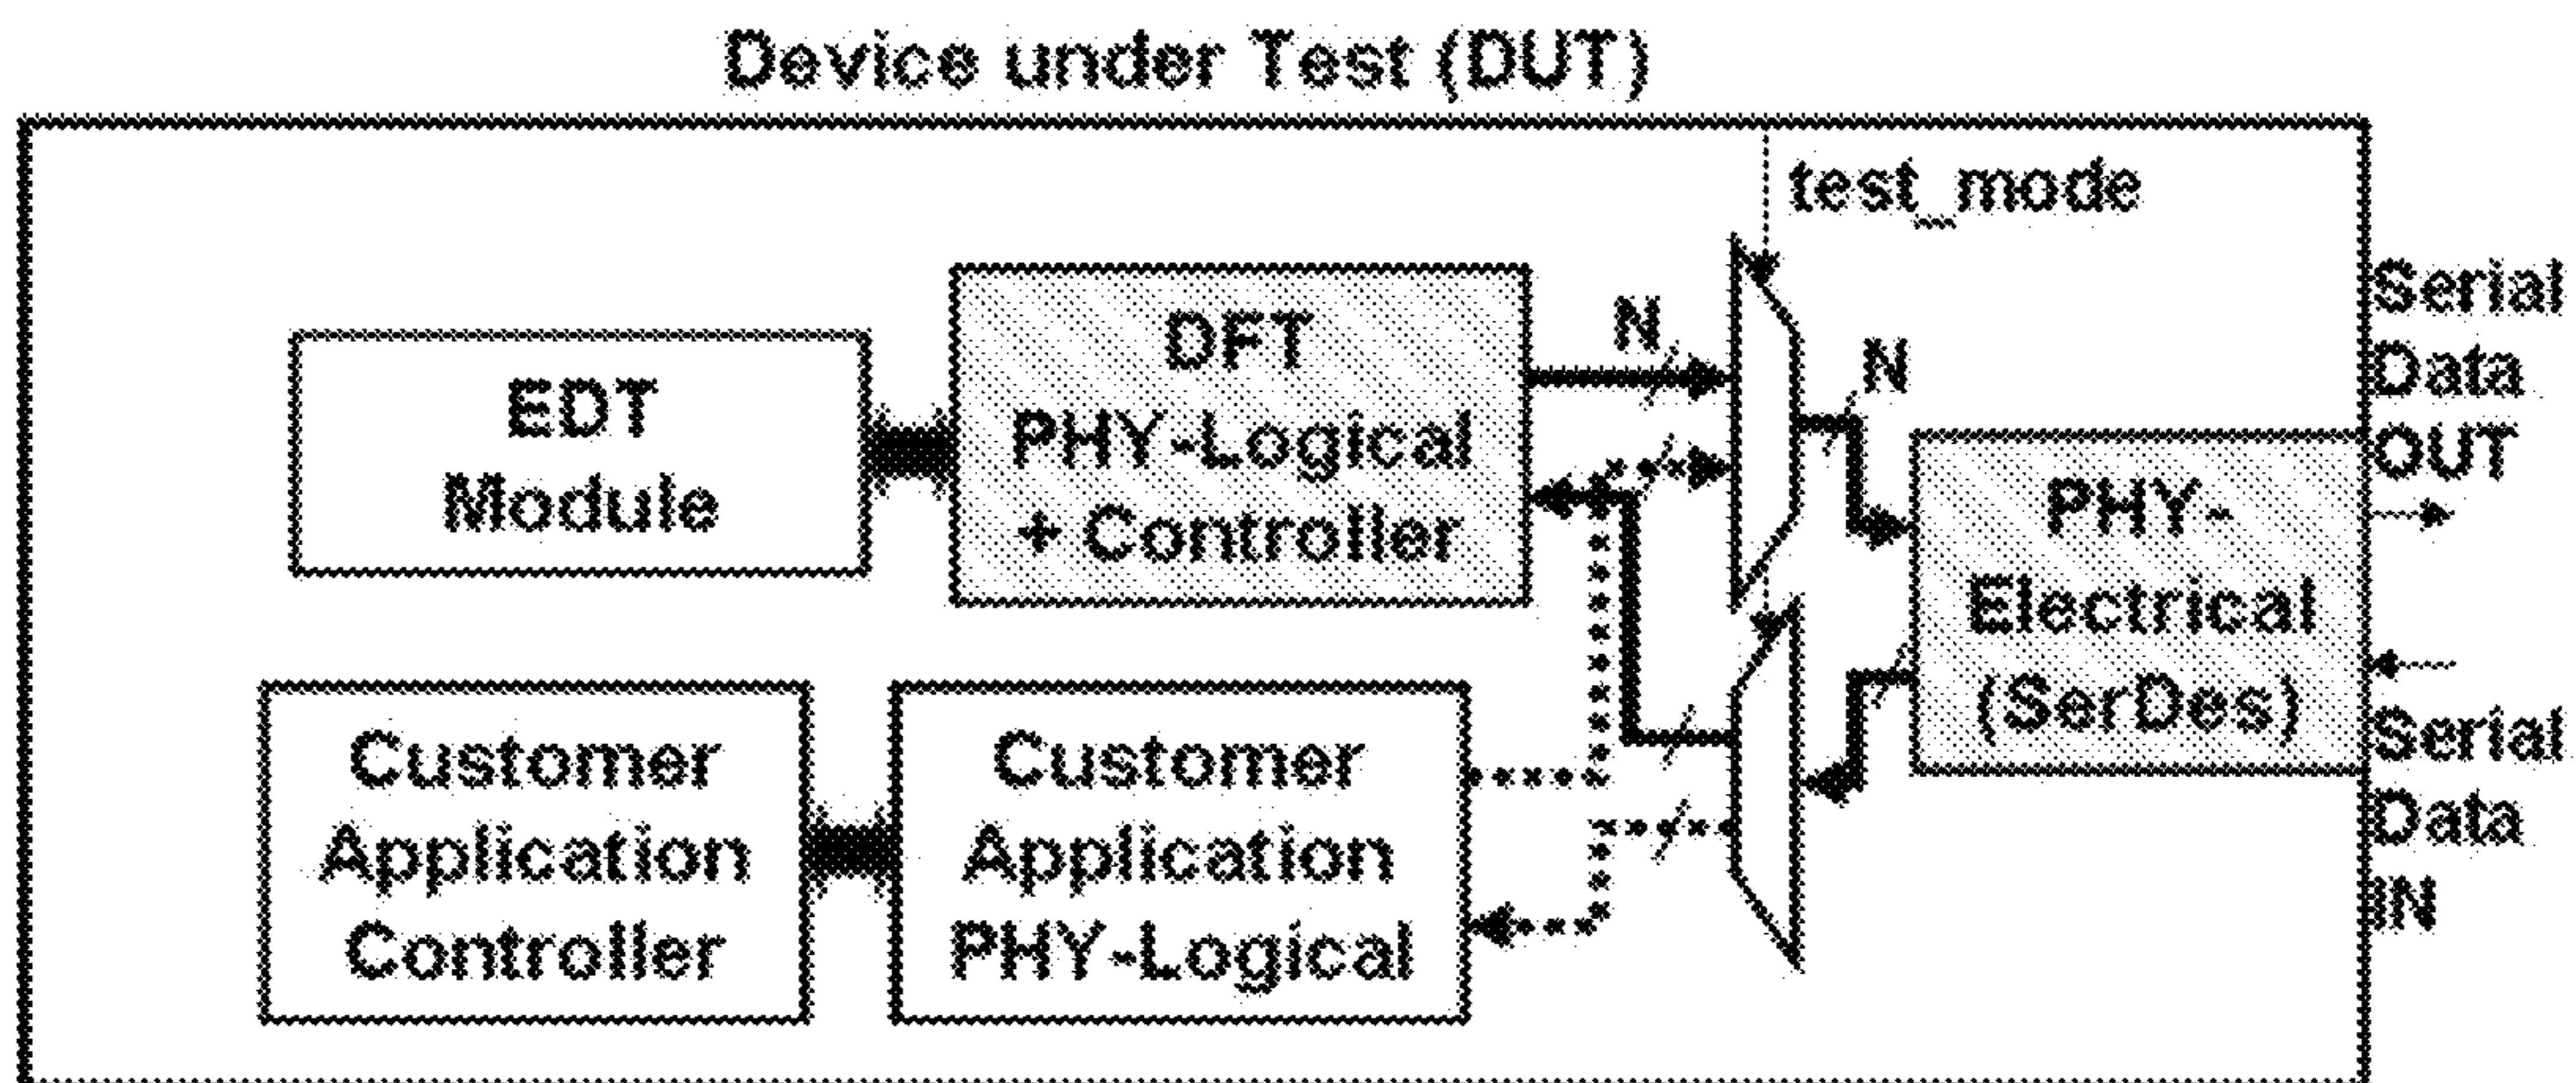 Device under Test (DUT)
test_mode
Serial
Data
OUT
N
N
DFT
PHY-Logical
+ Controller
EDT
Module
PHY-
Electrical
(SerDes)
Serial
Data
IN
Customer
Application
Controller
Customer
Application
PHY-Logical